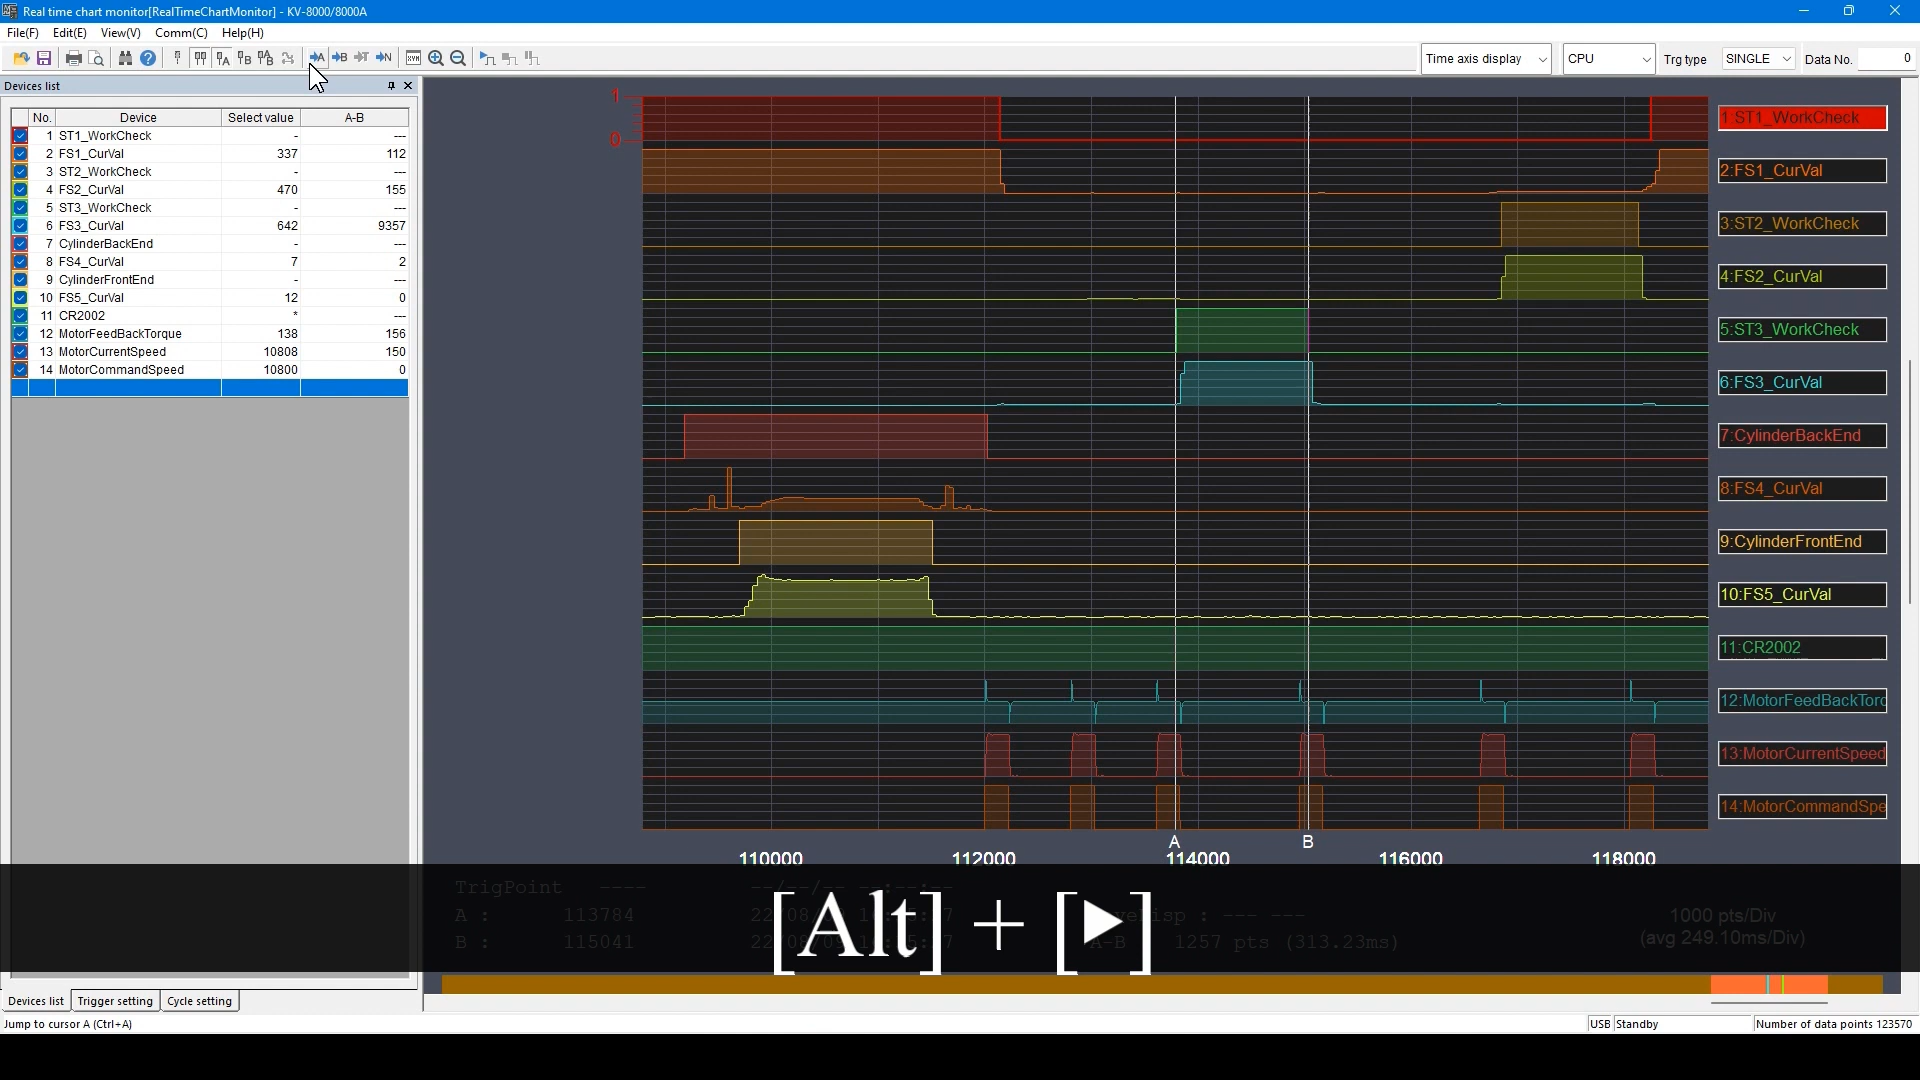 Real time chart monitor[RealTimeChartMonitor] - KV-8000/8000A
File(F) Edit(E) View(V) Comm(C) Help(H)
Time axis display CPU Trg type SINGLE Data No. 0
Devices list
No. Device Select value A-B
1 ST1_WorkCheck - ---
2 FS1_CurVal 337 112
3 ST2_WorkCheck - ---
4 FS2_CurVal 470 155
5 ST3_WorkCheck - ---
6 FS3_CurVal 642 9357
7 CylinderBackEnd - ---
8 FS4_CurVal 7 2
9 CylinderFrontEnd - ---
10 FS5_CurVal 12 0
11 CR2002 * ---
12 MotorFeedBackTorque 138 156
13 MotorCurrentSpeed 10808 150
14 MotorCommandSpeed 10800 0
1
0
1:ST1_WorkCheck
2:FS1_CurVal
3:ST2_WorkCheck
4:FS2_CurVal
5:ST3_WorkCheck
6:FS3_CurVal
7:CylinderBackEnd
8:FS4_CurVal
9:CylinderFrontEnd
10:FS5_CurVal
11:CR2002
12:MotorFeedBackTorq
13:MotorCurrentSpeed
14:MotorCommandSpe
A B
110000 112000 114000 116000 118000
TrigPoint ---- --/--/-- --:--:--
A : 113784
B : 115041
A-B 1257 pts (313.23ms)
1000 pts/Div
(avg 249.10ms/Div)
[Alt] + [▶]
Devices list Trigger setting Cycle setting
Jump to cursor A (Ctrl+A) USB Standby Number of data points 123570